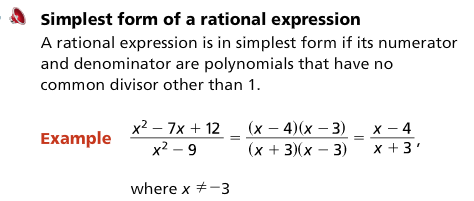 Simplest form of a rational expression
A rational expression is in simplest form if its numerator
and denominator are polynomials that have no
common divisor other than 1.
Example  x² – 7x + 12 / x² – 9 = (x – 4)(x – 3) / (x + 3)(x – 3) = x – 4 / x + 3 ,
where x ≠ –3